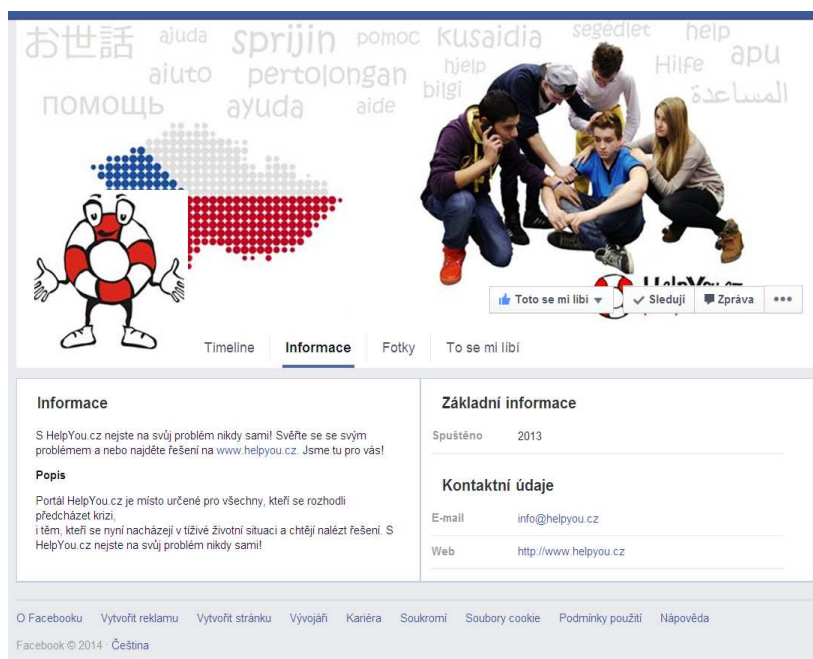 お世話 ajuda sprijin pomoc kusaidia segédlet help
aiuto pertolongan hjelp Hilfe apu
помощь ayuda aide bilgi المساعدة
HelpYou.cz
Toto se mi líbí Sleduji Zpráva
Timeline Informace Fotky To se mi líbí
Informace
S HelpYou.cz nejste na svůj problém nikdy sami! Svěřte se se svým
problémem a nebo najděte řešení na www.helpyou.cz. Jsme tu pro vás!
Popis
Portál HelpYou.cz je místo určené pro všechny, kteří se rozhodli
předcházet krizi,
i těm, kteří se nyní nacházejí v tíživé životní situaci a chtějí nalézt řešení. S
HelpYou.cz nejste na svůj problém nikdy sami!
Základní informace
Spuštěno 2013
Kontaktní údaje
E-mail info@helpyou.cz
Web http://www.helpyou.cz
O Facebooku Vytvořit reklamu Vytvořit stránku Vývojáři Kariéra Soukromí Soubory cookie Podmínky použití Nápověda
Facebook © 2014 · Čeština